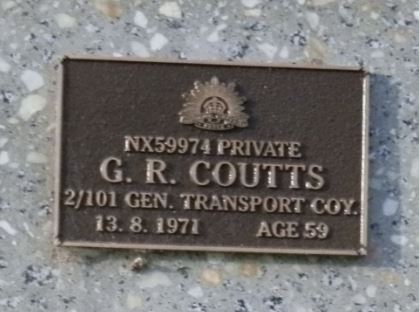 NX59974 PRIVATE
G. R. COUTTS
2/101 GEN. TRANSPORT COY.
13. 8. 1971 AGE 59